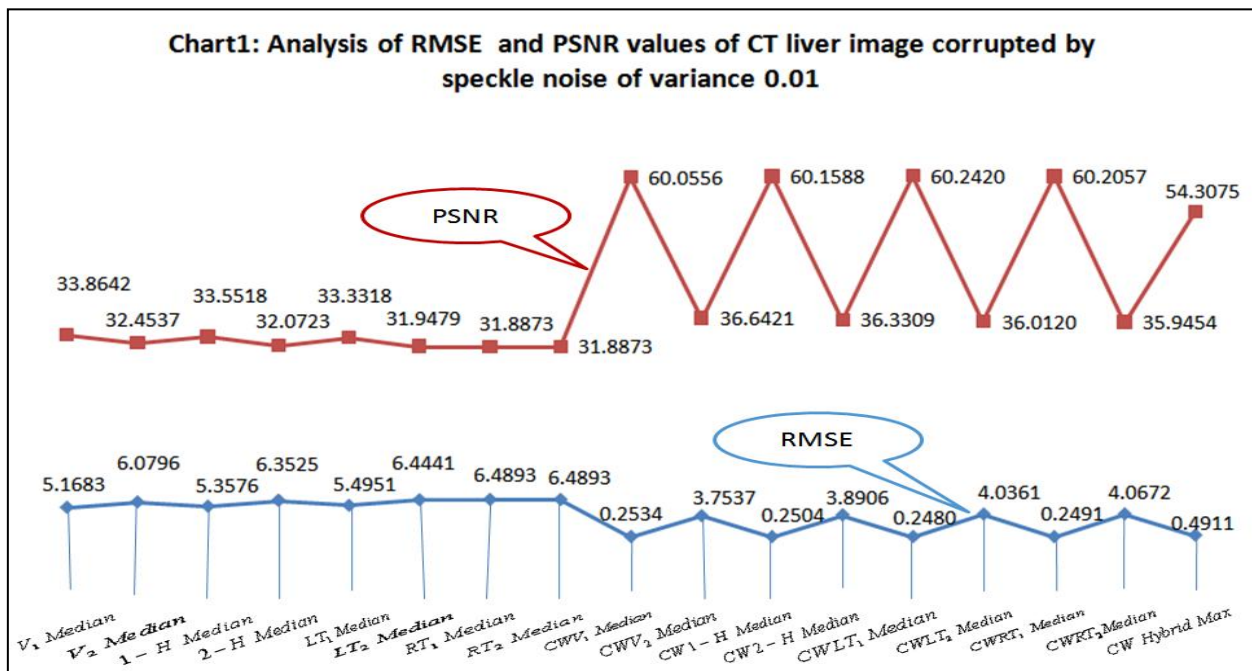 Chart1: Analysis of RMSE and PSNR values of CT liver image corrupted by
speckle noise of variance 0.01
60.0556 60.1588 60.2420 60.2057 54.3075
PSNR
33.8642 33.5518 33.3318
32.4537 32.0723 31.9479 31.8873 31.8873 36.6421 36.3309 36.0120 35.9454
RMSE
5.1683 6.0796 5.3576 6.3525 5.4951 6.4441 6.4893 6.4893 0.2534 3.7537 0.2504 3.8906 0.2480 4.0361 0.2491 4.0672 0.4911
V₁ Median
V₂ Median
1 – H Median
2 – H Median
LT₁ Median
LT₂ Median
RT₁ Median
RT₂ Median
CWV₁ Median
CWV₂ Median
CW1 – H Median
CW2 – H Median
CWLT₁ Median
CWLT₂ Median
CWRT₁ Median
CWRT₂ Median
CW Hybrid Max